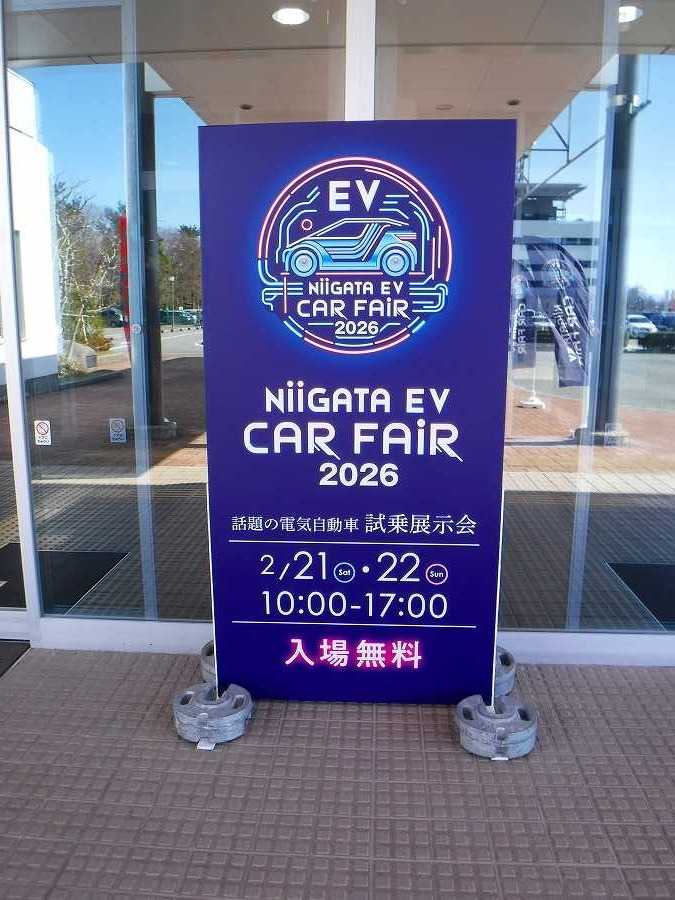 EV
NiiGATA EV
CAR FAiR
2026
NiiGATA EV
CAR FAiR
2026
話題の電気自動車 試乗展示会
2/21 Sat ・ 22 Sun
10:00-17:00
入場無料